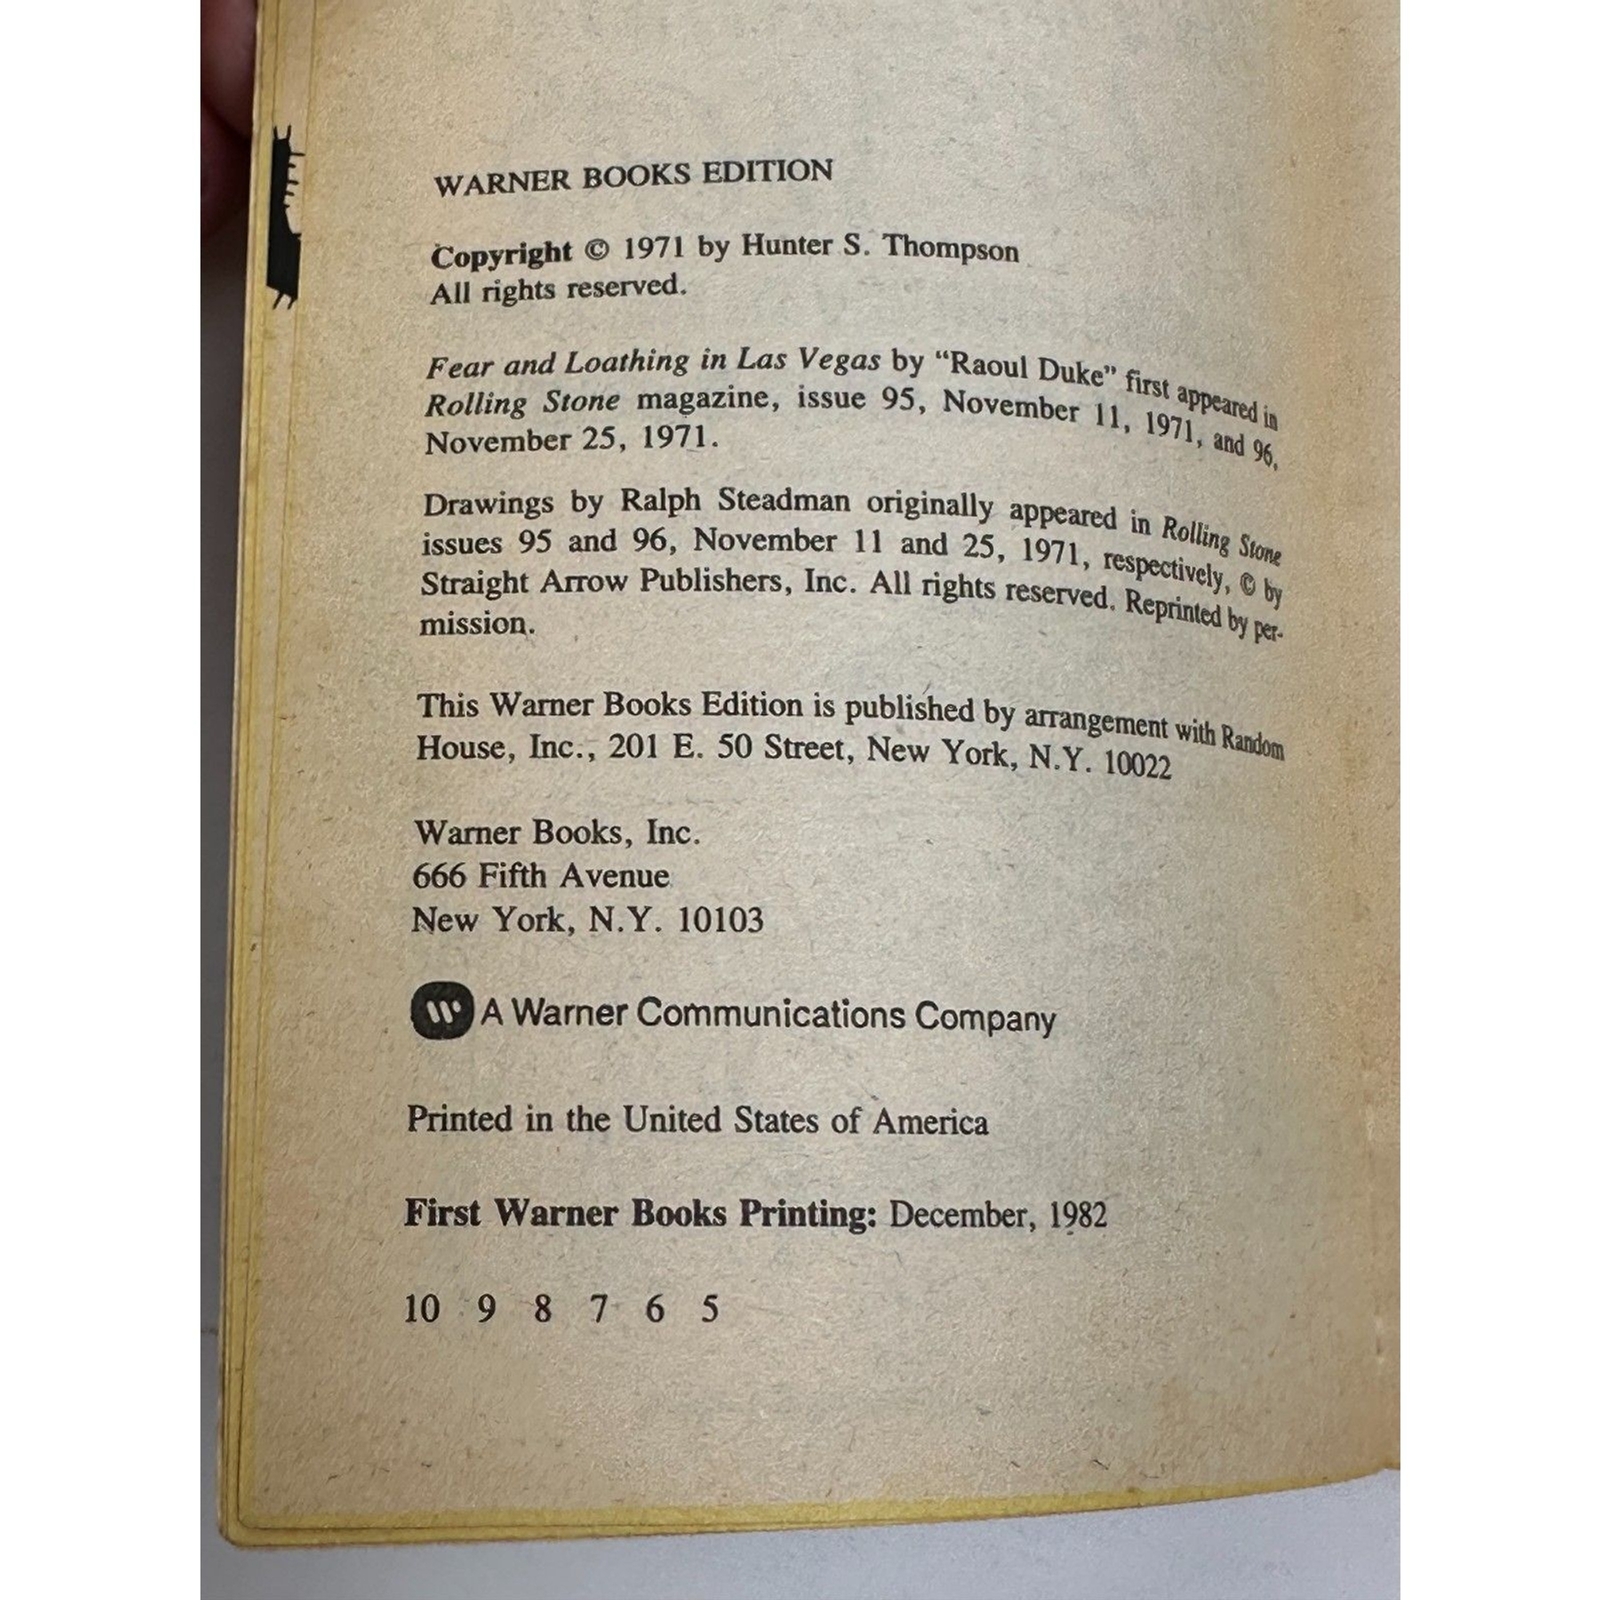 WARNER BOOKS EDITION
Copyright © 1971 by Hunter S. Thompson
All rights reserved.
Fear and Loathing in Las Vegas by “Raoul Duke” first appeared in
Rolling Stone magazine, issue 95, November 11, 1971, and 96,
November 25, 1971.
Drawings by Ralph Steadman originally appeared in Rolling Stone
issues 95 and 96, November 11 and 25, 1971, respectively, © by
Straight Arrow Publishers, Inc. All rights reserved. Reprinted by per-
mission.
This Warner Books Edition is published by arrangement with Random
House, Inc., 201 E. 50 Street, New York, N.Y. 10022
Warner Books, Inc.
666 Fifth Avenue
New York, N.Y. 10103
W A Warner Communications Company
Printed in the United States of America
First Warner Books Printing: December, 1982
10 9 8 7 6 5